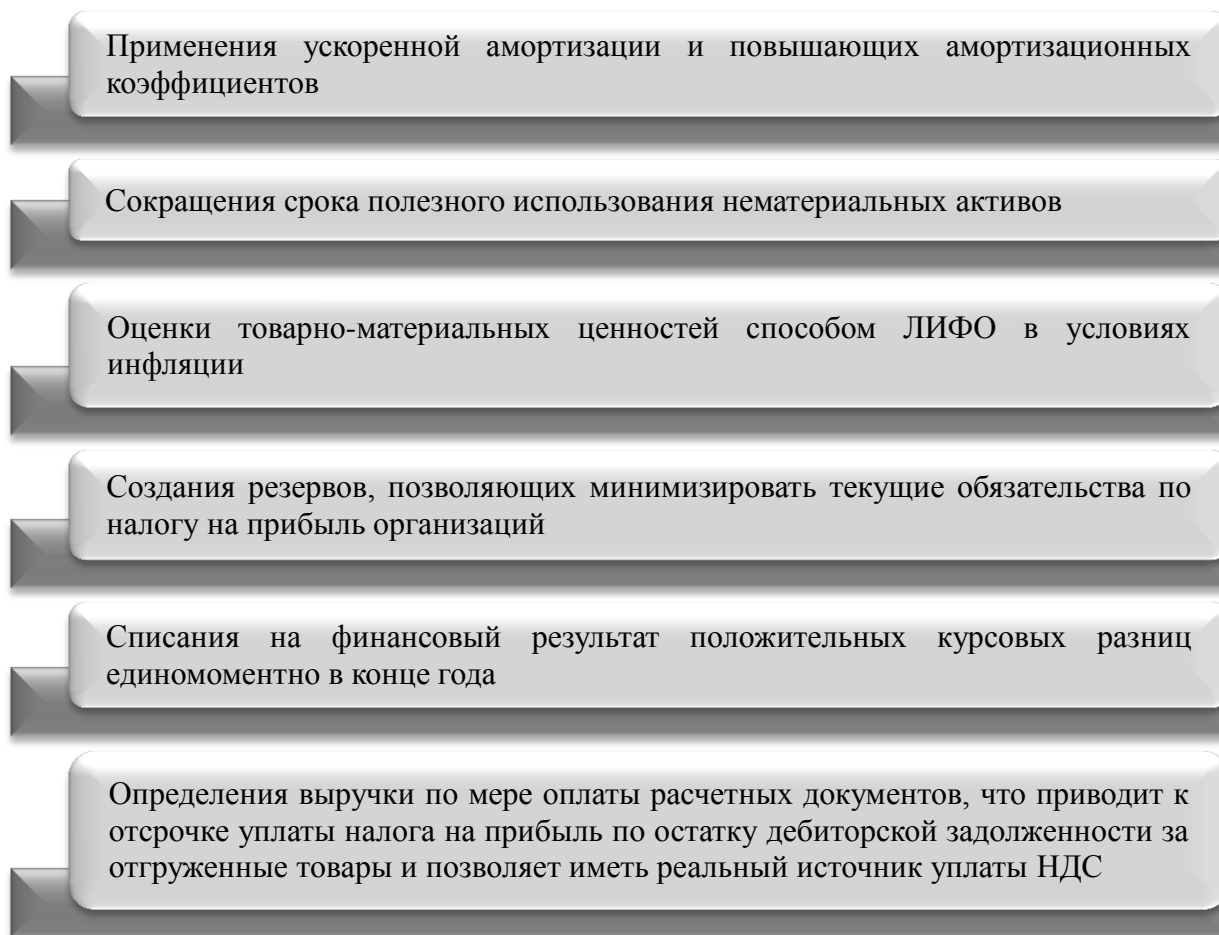 Применения ускоренной амортизации и повышающих амортизационных
коэффициентов
Сокращения срока полезного использования нематериальных активов
Оценки товарно-материальных ценностей способом ЛИФО в условиях
инфляции
Создания резервов, позволяющих минимизировать текущие обязательства по
налогу на прибыль организаций
Списания на финансовый результат положительных курсовых разниц
единомоментно в конце года
Определения выручки по мере оплаты расчетных документов, что приводит к
отсрочке уплаты налога на прибыль по остатку дебиторской задолженности за
отгруженные товары и позволяет иметь реальный источник уплаты НДС